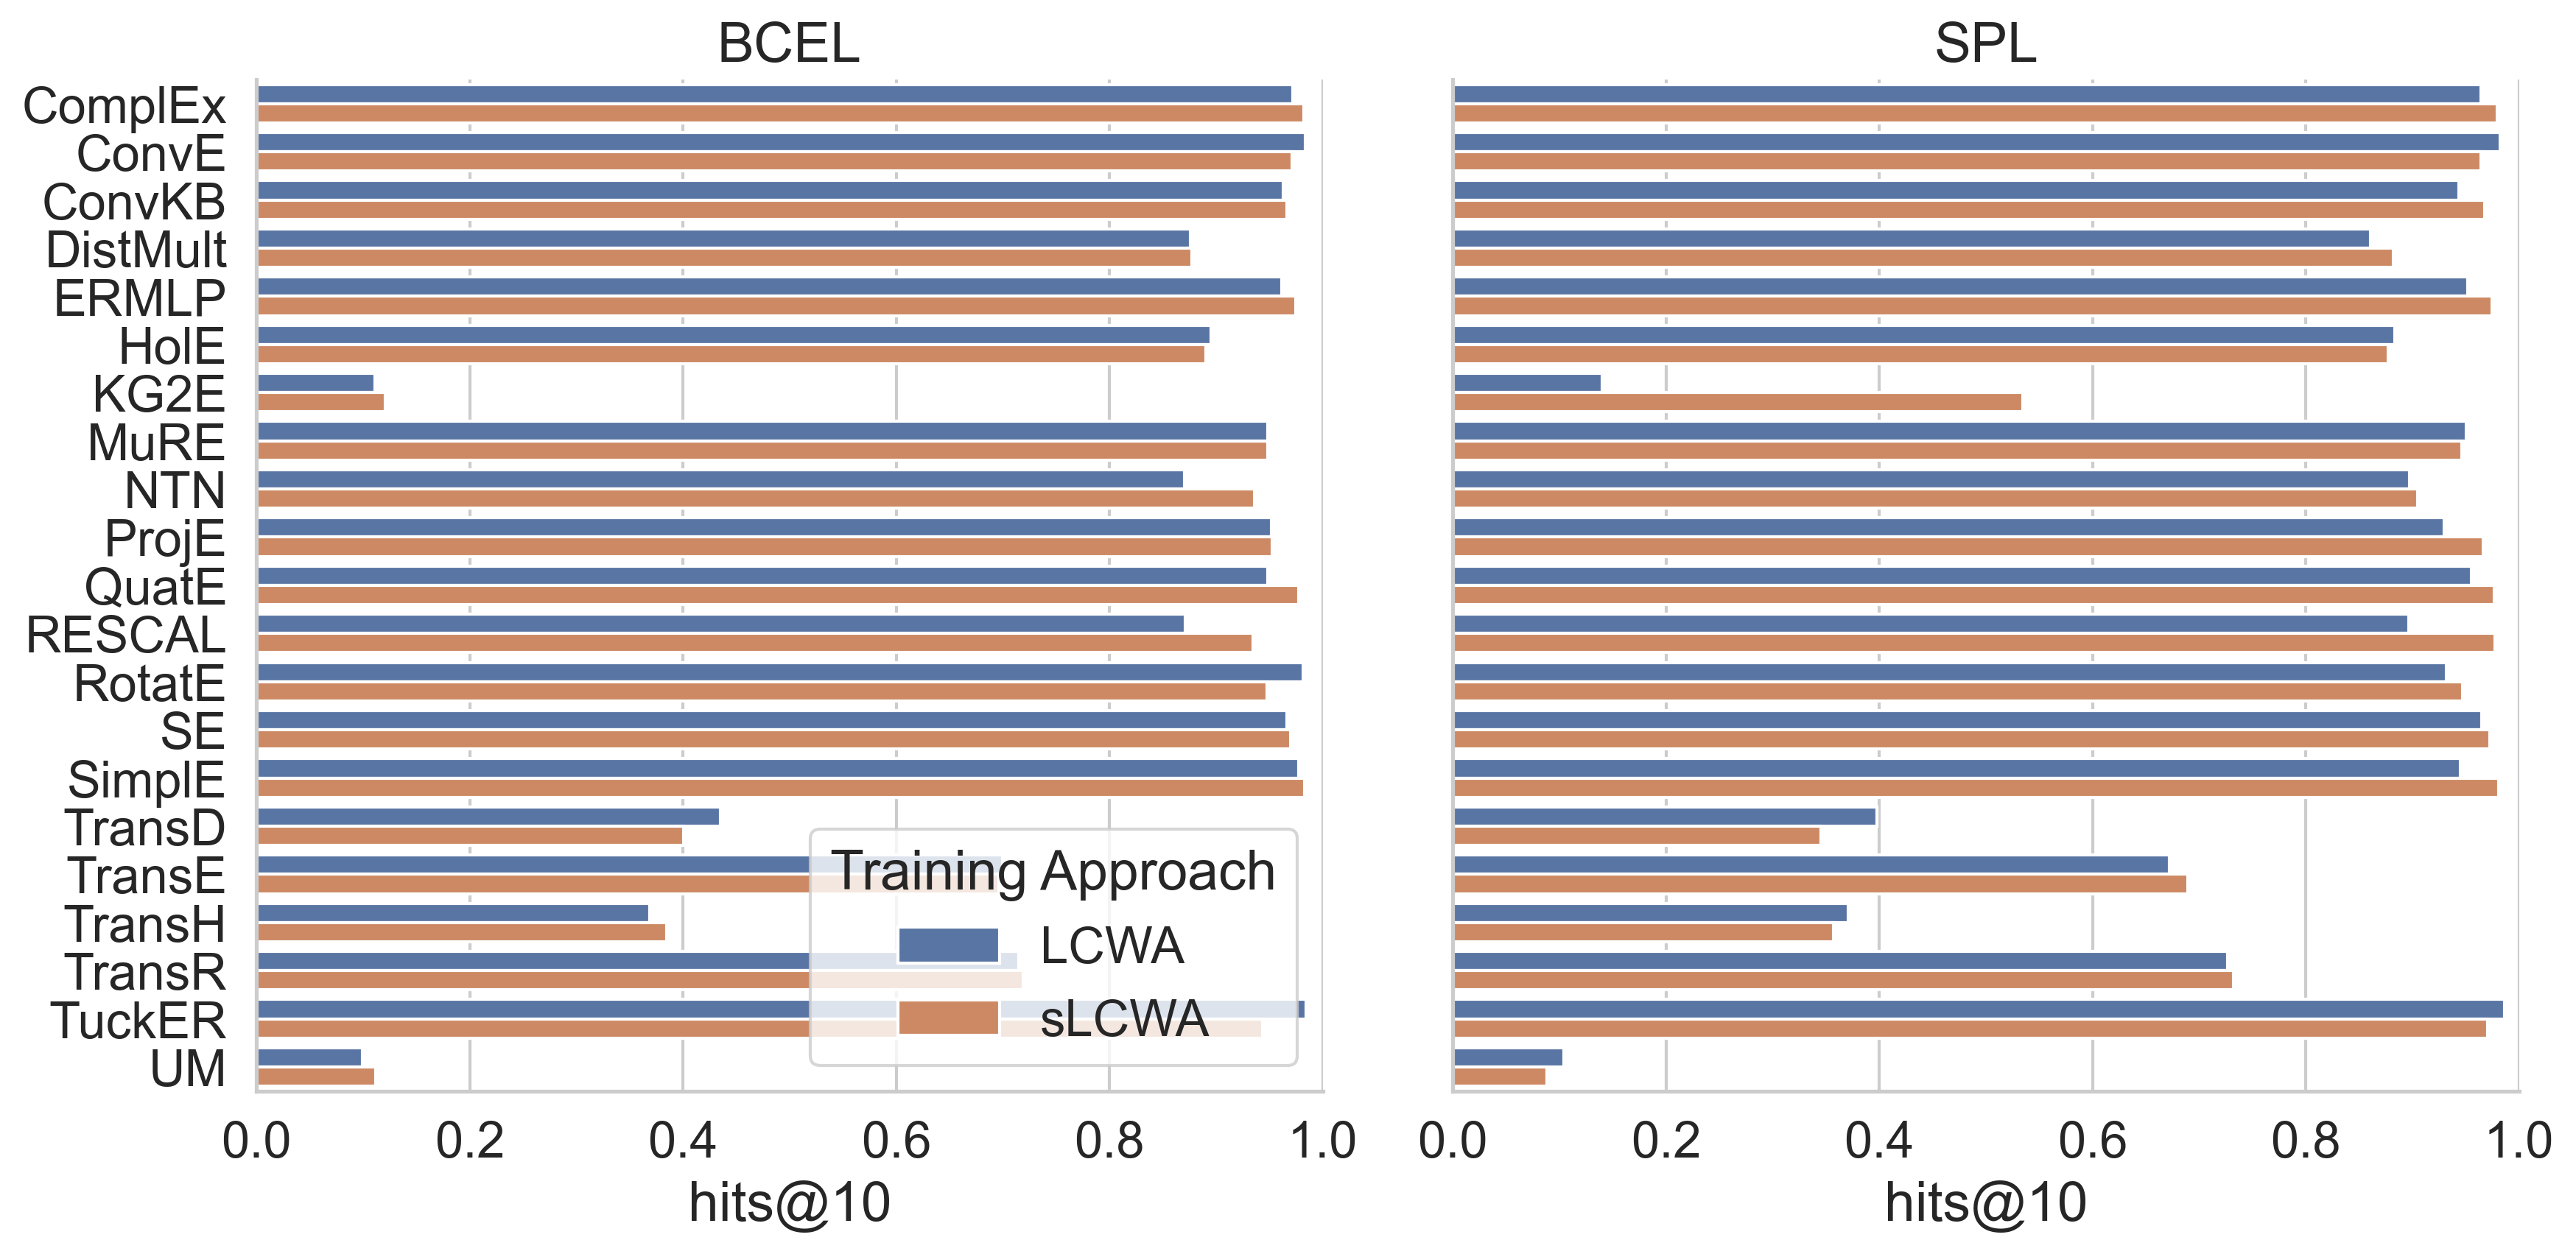 BCEL
SPL
ComplEx
ConvE
ConvKB
DistMult
ERMLP
HolE
KG2E
MuRE
NTN
ProjE
QuatE
RESCAL
RotatE
SE
SimplE
TransD
TransE
TransH
TransR
TuckER
UM
Training Approach
LCWA
sLCWA
0.0 0.2 0.4 0.6 0.8 1.0
0.0 0.2 0.4 0.6 0.8 1.0
hits@10
hits@10